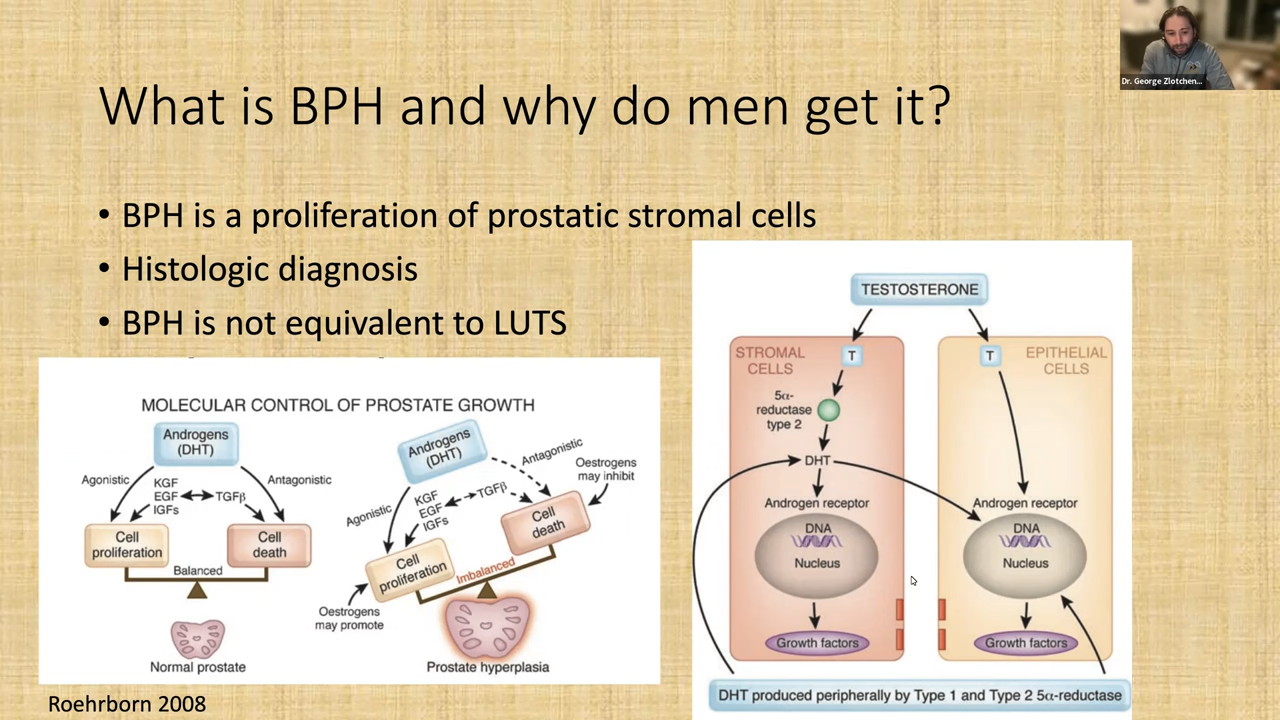 Dr. George Zlotchen...
What is BPH and why do men get it?
• BPH is a proliferation of prostatic stromal cells
• Histologic diagnosis
• BPH is not equivalent to LUTS
MOLECULAR CONTROL OF PROSTATE GROWTH
Androgens
(DHT)
Agonistic
KGF
EGF
IGFs
TGFβ
Antagonistic
Cell
proliferation
Cell
death
Balanced
Normal prostate
Androgens
(DHT)
Antagonistic
Oestrogens
may inhibit
Agonistic
KGF
EGF
IGFs
TGFβ
Cell
death
Cell
proliferation
Imbalanced
Oestrogens
may promote
Prostate hyperplasia
Roehrborn 2008
TESTOSTERONE
STROMAL
CELLS
T
5α-
reductase
type 2
DHT
Androgen receptor
DNA
Nucleus
Growth factors
T
EPITHELIAL
CELLS
Androgen receptor
DNA
Nucleus
Growth factors
DHT produced peripherally by Type 1 and Type 2 5α-reductase